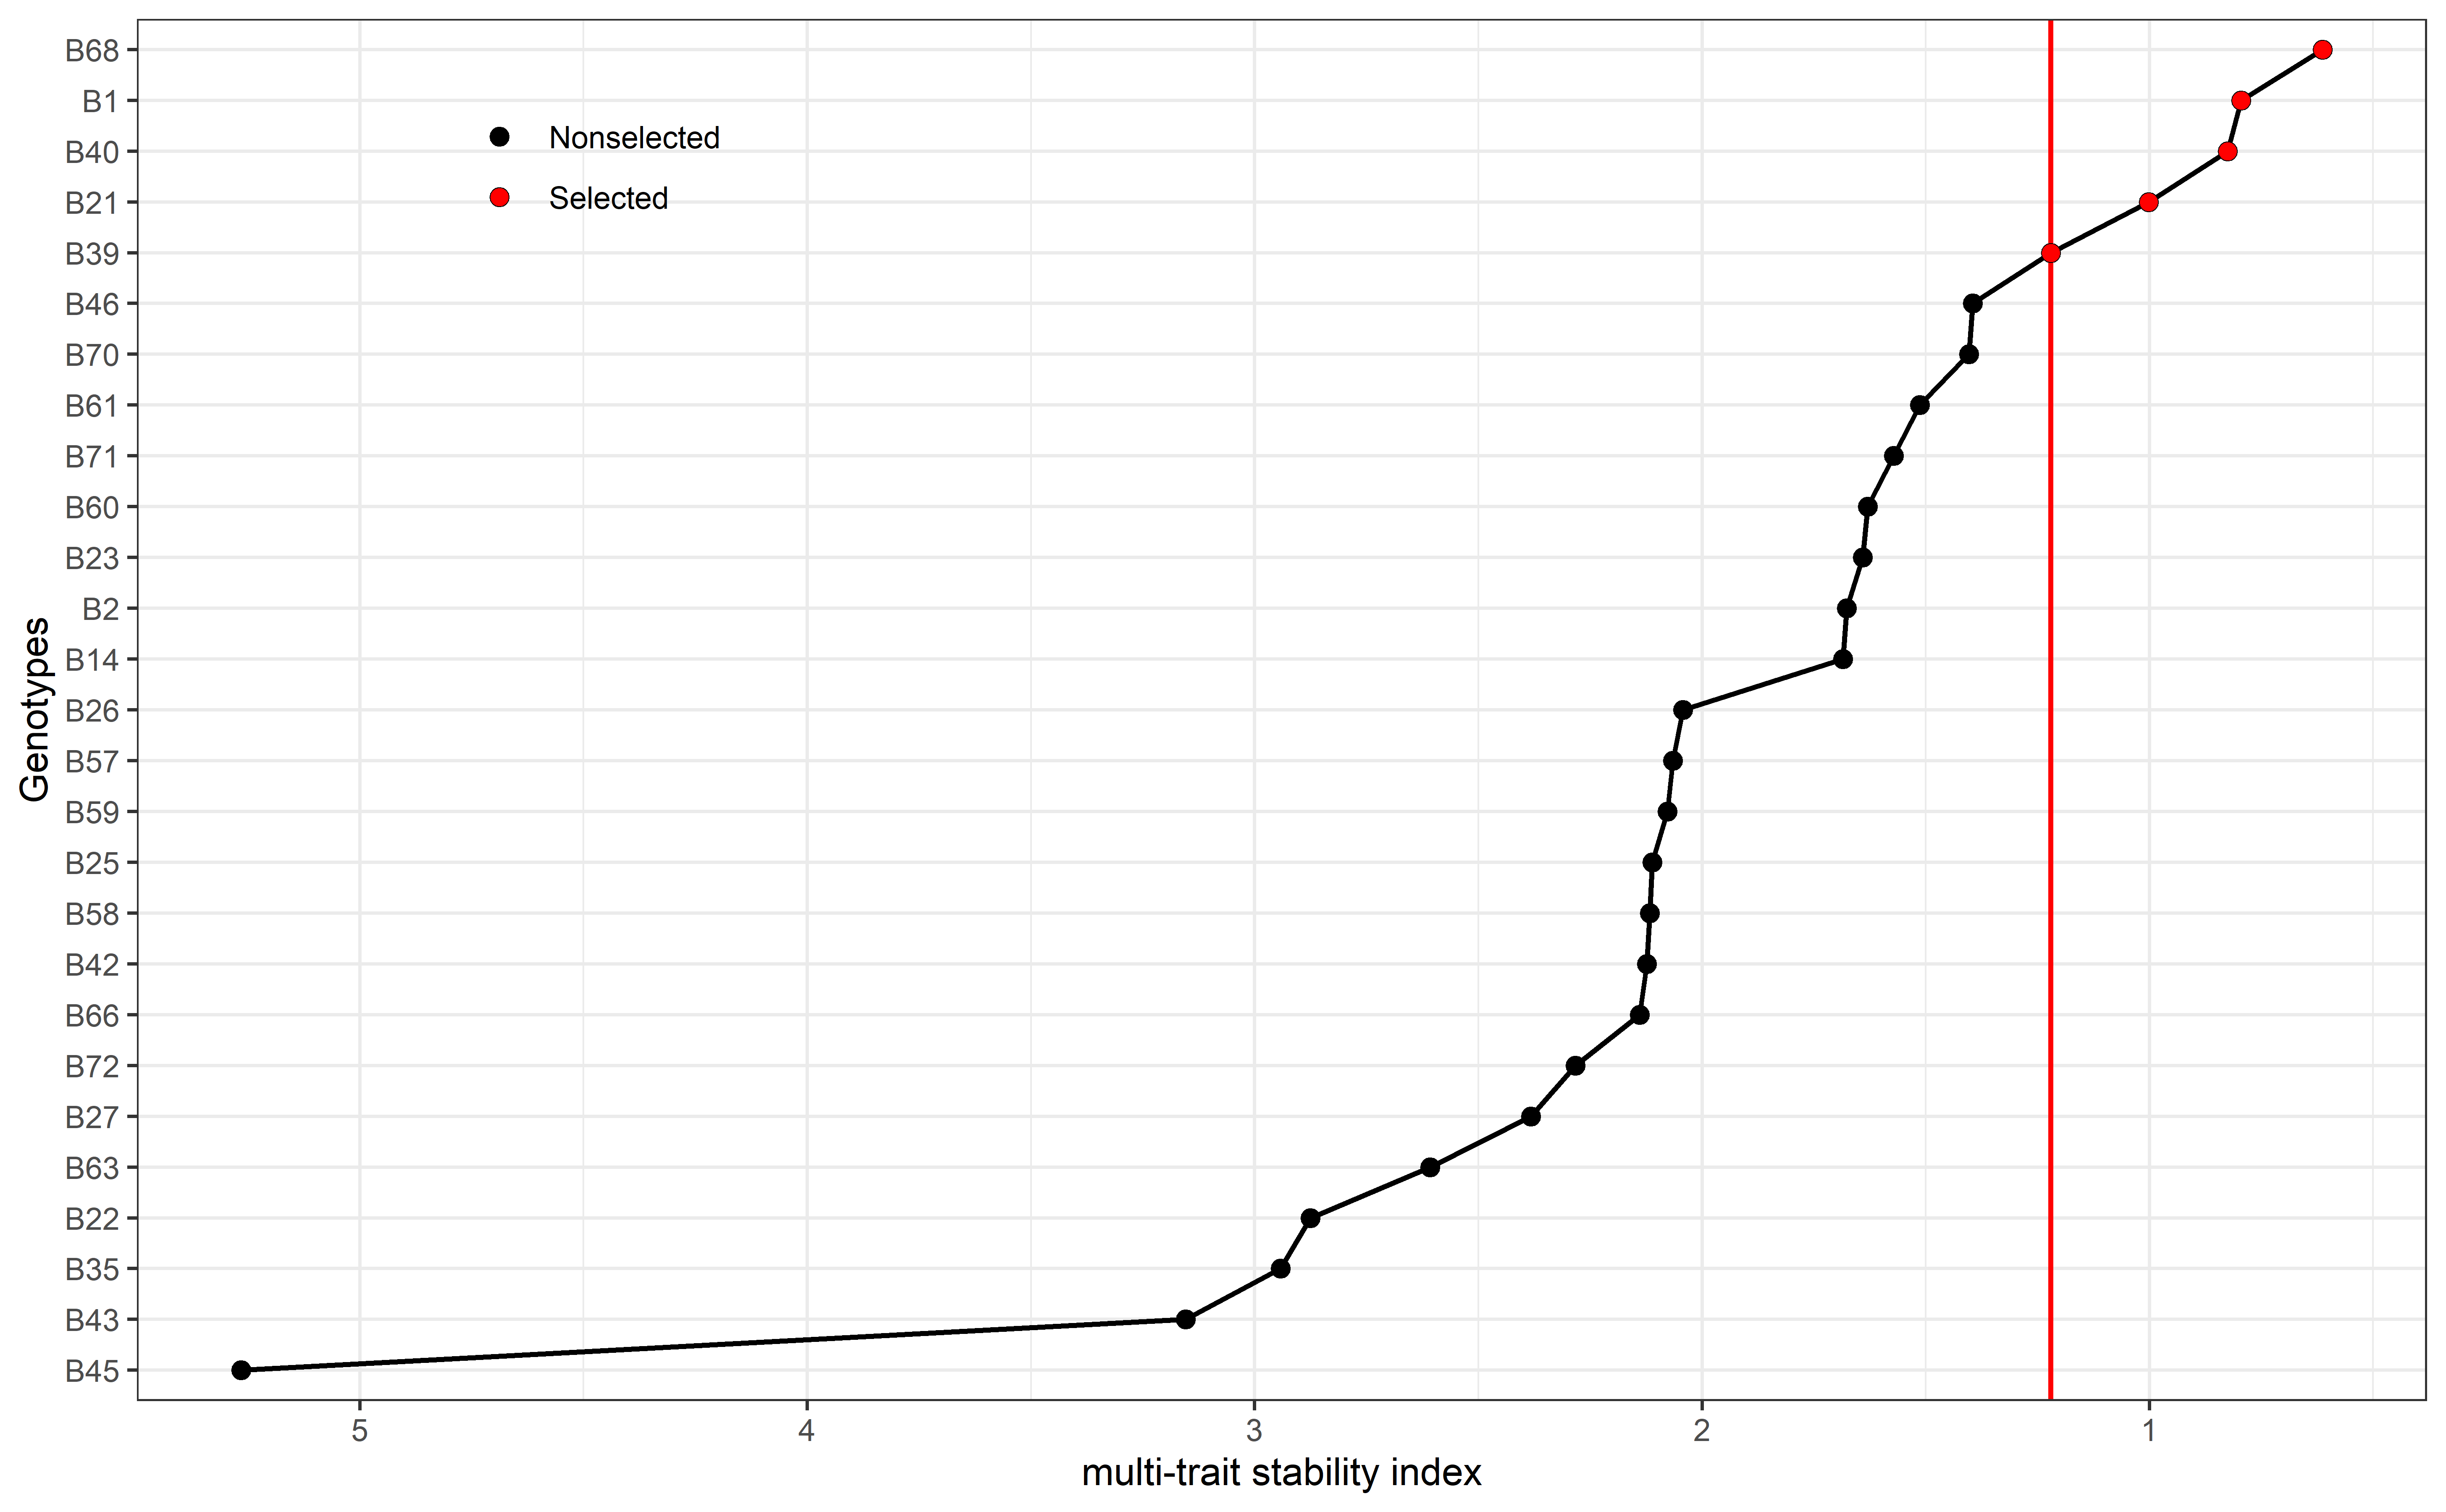 B68
B1
B40
B21
B39
B46
B70
B61
B71
B60
B23
B2
B14
B26
B57
B59
B25
B58
B42
B66
B72
B27
B63
B22
B35
B43
B45
Genotypes
Nonselected
Selected
5 4 3 2 1
multi-trait stability index